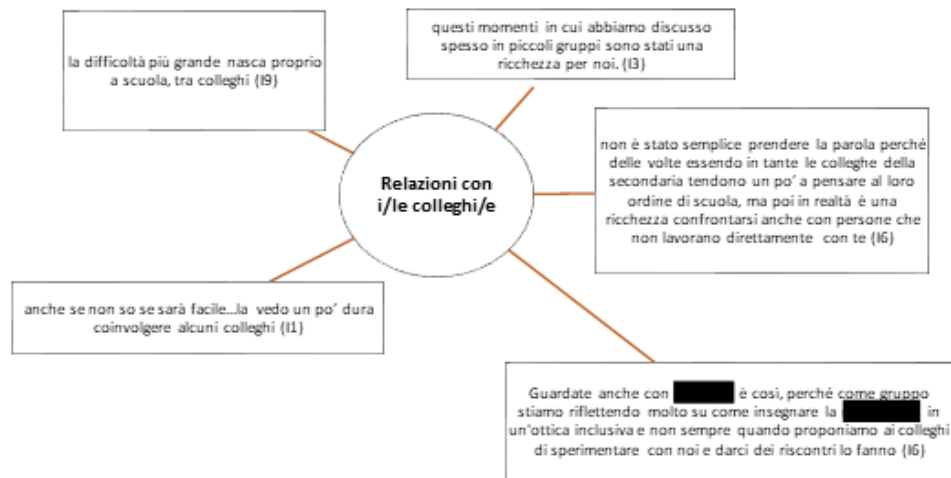 la difficoltà più grande nasca proprio
a scuola, tra colleghi (I9)
questi momenti in cui abbiamo discusso
spesso in piccoli gruppi sono stati una
ricchezza per noi. (I3)
non è stato semplice prendere la parola perché
delle volte essendo in tante le colleghe della
secondaria tendono un po' a pensare al loro
ordine di scuola, ma poi in realtà è una
ricchezza confrontarsi anche con persone che
non lavorano direttamente con te (I6)
Relazioni con
i/le colleghi/e
anche se non so se sarà facile...la vedo un po' dura
coinvolgere alcuni colleghi (I1)
Guardate anche con è così, perché come gruppo
stiamo riflettendo molto su come insegnare la in
un'ottica inclusiva e non sempre quando proponiamo ai colleghi
di sperimentare con noi e darci dei riscontri lo fanno (I6)